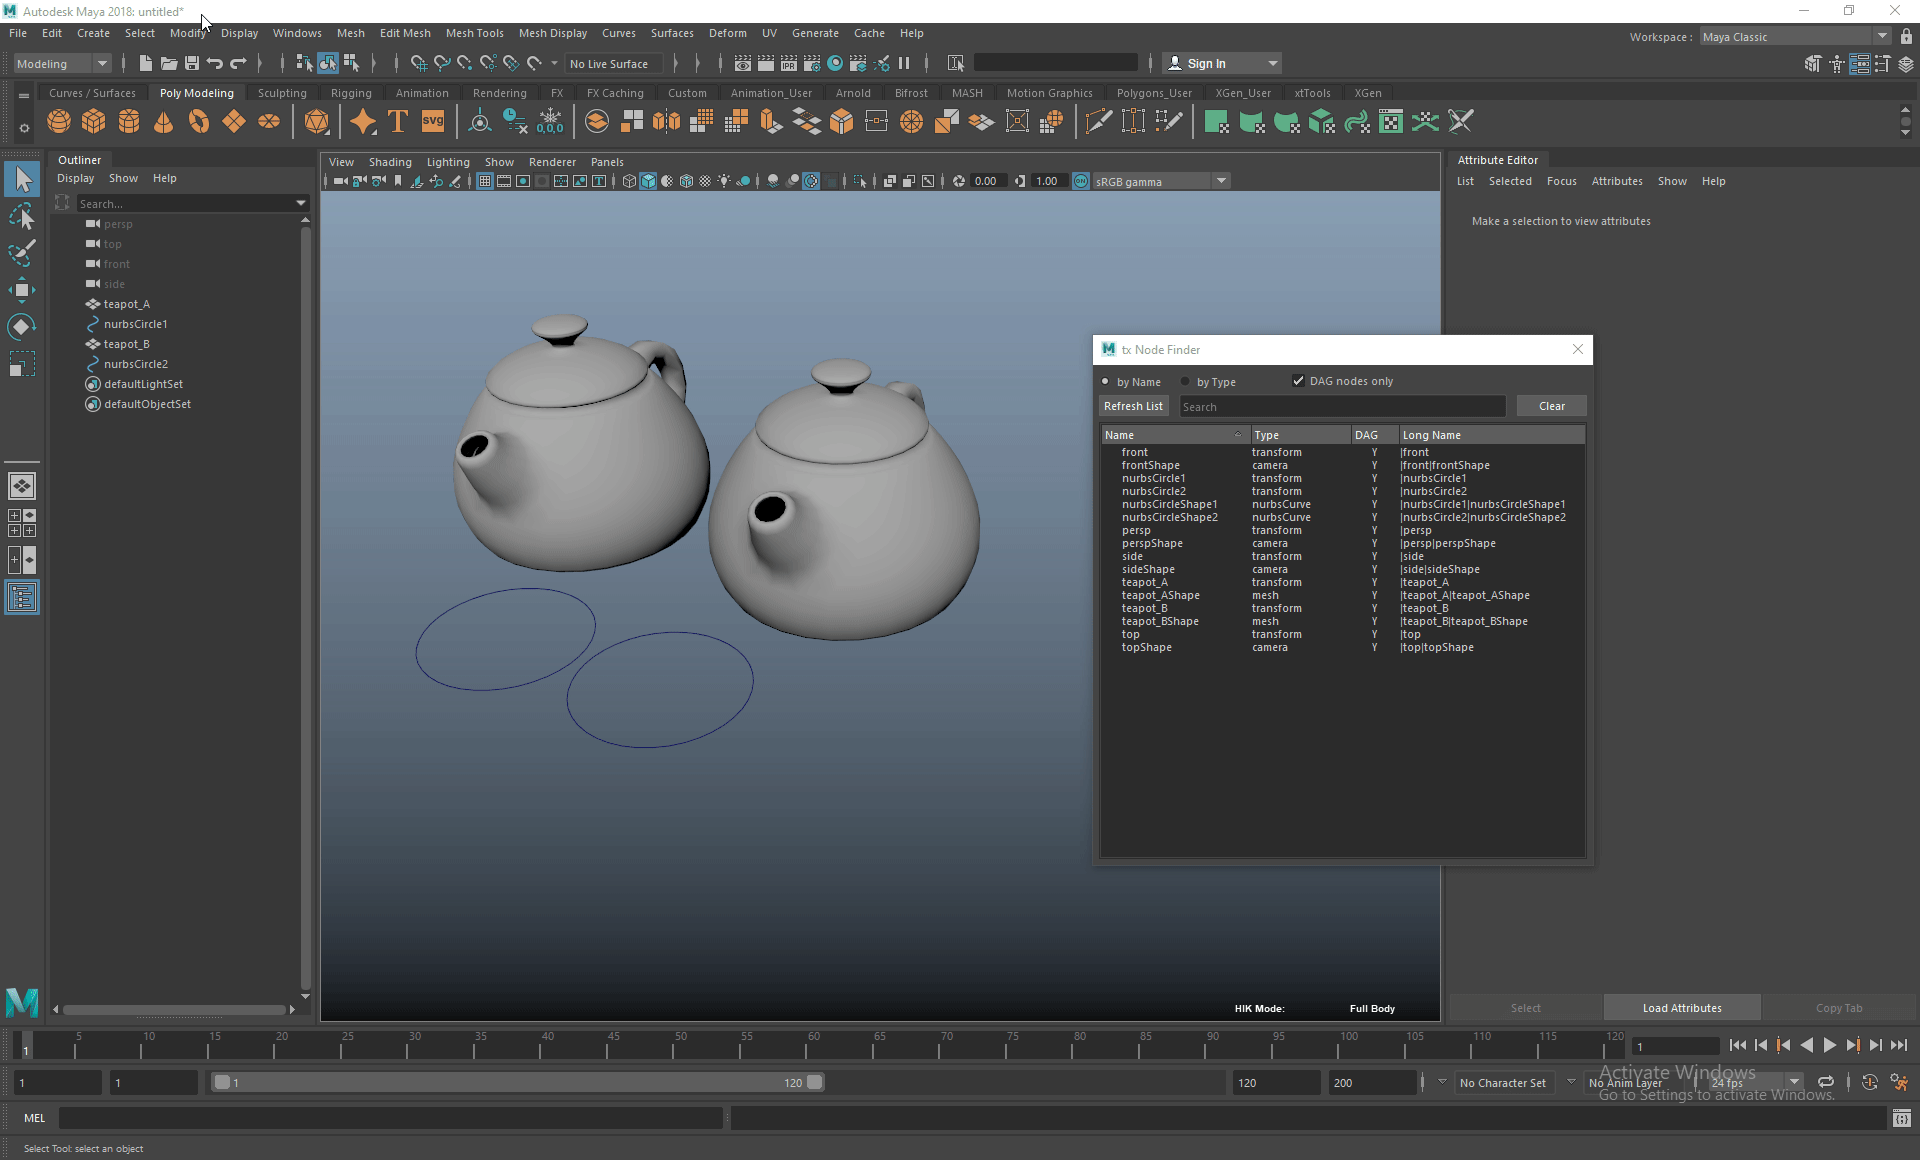 Autodesk Maya 2018: untitled*
File Edit Create Select Modify Display Windows Mesh Edit Mesh Mesh Tools Mesh Display Curves Surfaces Deform UV Generate Cache Help
Workspace : Maya Classic
Modeling No Live Surface Sign In
Curves / Surfaces Poly Modeling Sculpting Rigging Animation Rendering FX FX Caching Custom Animation_User Arnold Bifrost MASH Motion Graphics Polygons_User XGen_User xtTools XGen
T SVG 0,0,0
Outliner
Display Show Help
Search...
persp
top
front
side
teapot_A
nurbsCircle1
teapot_B
nurbsCircle2
defaultLightSet
defaultObjectSet
View Shading Lighting Show Renderer Panels
0.00 1.00 ON sRGB gamma
HIK Mode: Full Body
tx Node Finder
by Name by Type DAG nodes only
Refresh List Search Clear
Name Type DAG Long Name
front transform Y |front
frontShape camera Y |front|frontShape
nurbsCircle1 transform Y |nurbsCircle1
nurbsCircle2 transform Y |nurbsCircle2
nurbsCircleShape1 nurbsCurve Y |nurbsCircle1|nurbsCircleShape1
nurbsCircleShape2 nurbsCurve Y |nurbsCircle2|nurbsCircleShape2
persp transform Y |persp
perspShape camera Y |persp|perspShape
side transform Y |side
sideShape camera Y |side|sideShape
teapot_A transform Y |teapot_A
teapot_AShape mesh Y |teapot_A|teapot_AShape
teapot_B transform Y |teapot_B
teapot_BShape mesh Y |teapot_B|teapot_BShape
top transform Y |top
topShape camera Y |top|topShape
Attribute Editor
List Selected Focus Attributes Show Help
Make a selection to view attributes
Select Load Attributes Copy Tab
1 5 10 15 20 25 30 35 40 45 50 55 60 65 70 75 80 85 90 95 100 105 110 115 120 1
1 1 1 120 120 200 No Character Set No Anim Layer 24 fps
Activate Windows
Go to Settings to activate Windows.
MEL
Select Tool: select an object